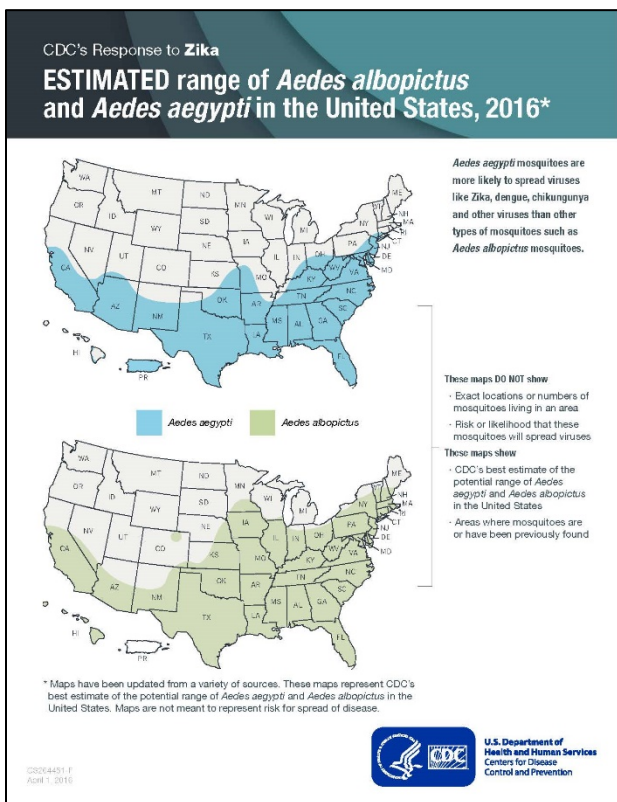 CDC's Response to Zika
ESTIMATED range of Aedes albopictus
and Aedes aegypti in the United States, 2016*
Aedes aegypti mosquitoes are
more likely to spread viruses
like Zika, dengue, chikungunya
and other viruses than other
types of mosquitoes such as
Aedes albopictus mosquitoes.
WA
MT
ND
MN
ME
OR
ID
SD
WI
MI
NY
VT
NH
MA
RI
CT
WY
NE
IA
PA
NJ
DE
MD
NV
UT
CO
KS
MO
IL
IN
OH
WV
VA
KY
CA
AZ
NM
OK
AR
TN
NC
SC
TX
LA
MS
AL
GA
FL
HI
PR
These maps DO NOT show
· Exact locations or numbers of
mosquitoes living in an area
· Risk or likelihood that these
mosquitoes will spread viruses
These maps show
· CDC's best estimate of the
potential range of Aedes
aegypti and Aedes albopictus
in the United States
· Areas where mosquitoes are
or have been previously found
Aedes aegypti
Aedes albopictus
WA
MT
ND
MN
ME
OR
ID
SD
WI
MI
NY
VT
NH
MA
RI
CT
WY
NE
IA
PA
NJ
DE
MD
NV
UT
CO
KS
MO
IL
IN
OH
WV
VA
KY
CA
AZ
NM
OK
AR
TN
NC
SC
TX
LA
MS
AL
GA
FL
HI
PR
* Maps have been updated from a variety of sources. These maps represent CDC's
best estimate of the potential range of Aedes aegypti and Aedes albopictus in the
United States. Maps are not meant to represent risk for spread of disease.
CDC
U.S. Department of
Health and Human Services
Centers for Disease
Control and Prevention
April 1, 2016